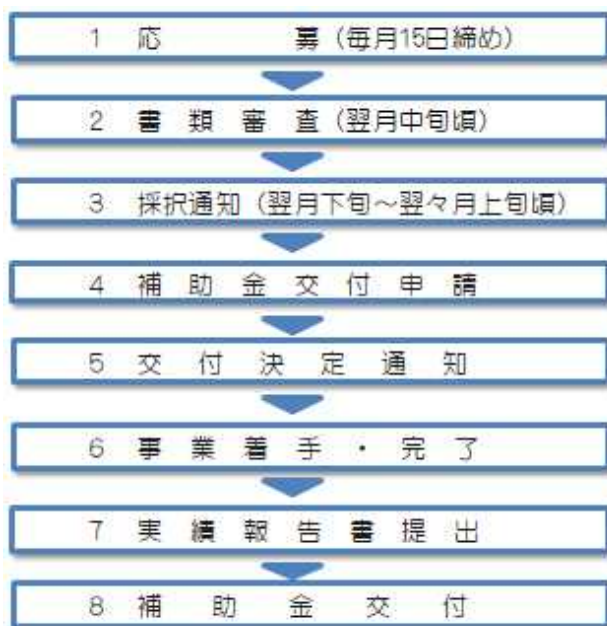 1 応募（毎月15日締め）
2 書類審査（翌月中旬頃）
3 採択通知（翌月下旬～翌々月上旬頃）
4 補助金交付申請
5 交付決定通知
6 事業着手・完了
7 実績報告書提出
8 補助金交付